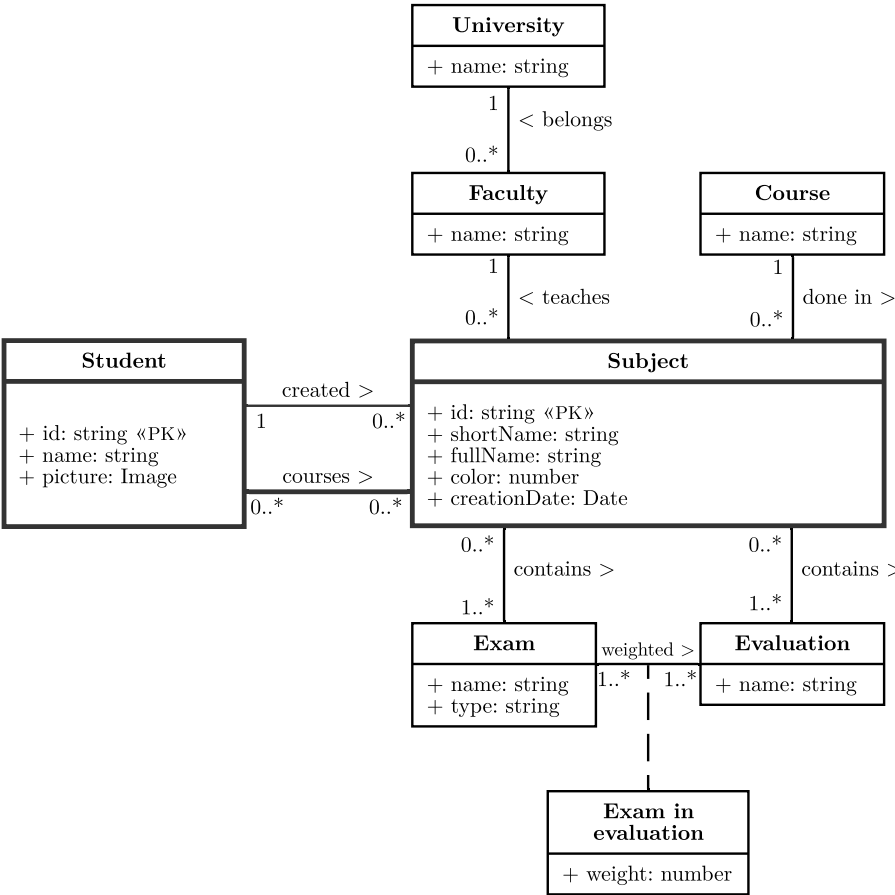 University
+ name: string
1
< belongs
0..*
Faculty
+ name: string
Course
+ name: string
1
< teaches
0..*
1
done in >
0..*
Student
+ id: string «PK»
+ name: string
+ picture: Image
created >
1
0..*
courses >
0..*
0..*
Subject
+ id: string «PK»
+ shortName: string
+ fullName: string
+ color: number
+ creationDate: Date
0..*
contains >
1..*
0..*
contains >
1..*
Exam
+ name: string
+ type: string
weighted >
1..*
1..*
Evaluation
+ name: string
Exam in
evaluation
+ weight: number